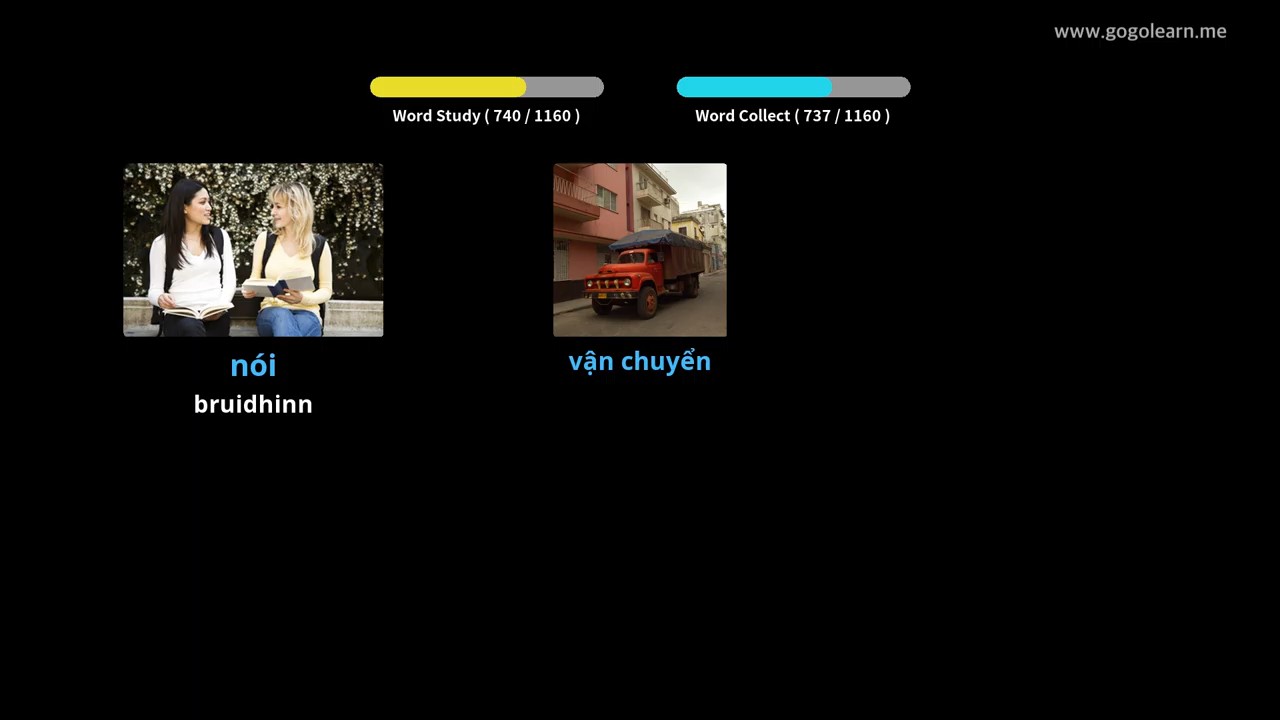 www.gogolearn.me
Word Study ( 740 / 1160 )
Word Collect ( 737 / 1160 )
nói
bruidhinn
vận chuyển